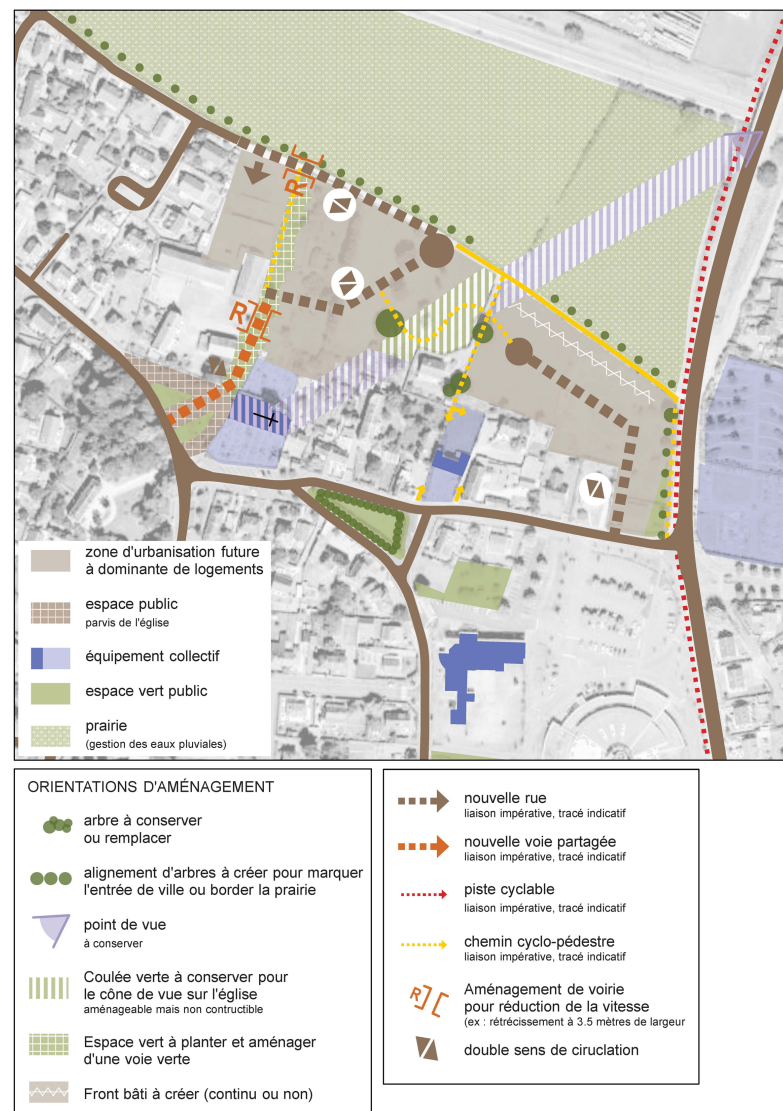 R
R
zone d'urbanisation future
à dominante de logements
espace public
parvis de l'église
équipement collectif
espace vert public
prairie
(gestion des eaux pluviales)
ORIENTATIONS D'AMÉNAGEMENT
arbre à conserver
ou remplacer
alignement d'arbres à créer pour marquer
l'entrée de ville ou border la prairie
point de vue
à conserver
Coulée verte à conserver pour
le cône de vue sur l'église
aménageable mais non contructible
Espace vert à planter et aménager
d'une voie verte
Front bâti à créer (continu ou non)
nouvelle rue
liaison impérative, tracé indicatif
nouvelle voie partagée
liaison impérative, tracé indicatif
piste cyclable
liaison impérative, tracé indicatif
chemin cyclo-pédestre
liaison impérative, tracé indicatif
R
Aménagement de voirie
pour réduction de la vitesse
(ex : rétrécissement à 3.5 mètres de largeur
double sens de ciruclation